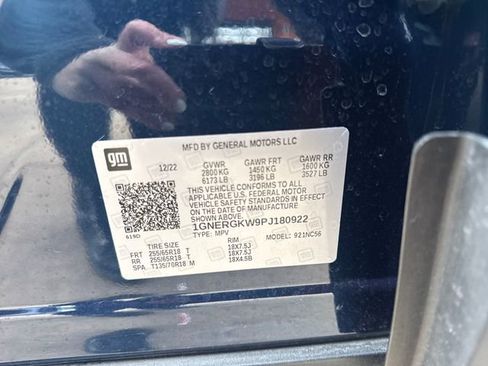 MFD BY GENERAL MOTORS LLC
gm
12/22 GVWR GAWR FRT GAWR RR
2800 KG 1450 KG 1600 KG
6173 LB 3196 LB 3527 LB
THIS VEHICLE CONFORMS TO ALL
APPLICABLE U.S. FEDERAL MOTOR
VEHICLE SAFETY STANDARDS IN EFFECT
ON THE DATE OF MANUFACTURE
SHOWN ABOVE.
1GNERGKW9PJ180922
TYPE: MPV MODEL: 921NC56
TIRE SIZE RIM
FRT 255/65R18 T 18X7.5J
RR 255/65R18 T 18X7.5J
SPA T135/70R18 M 18X4.5B